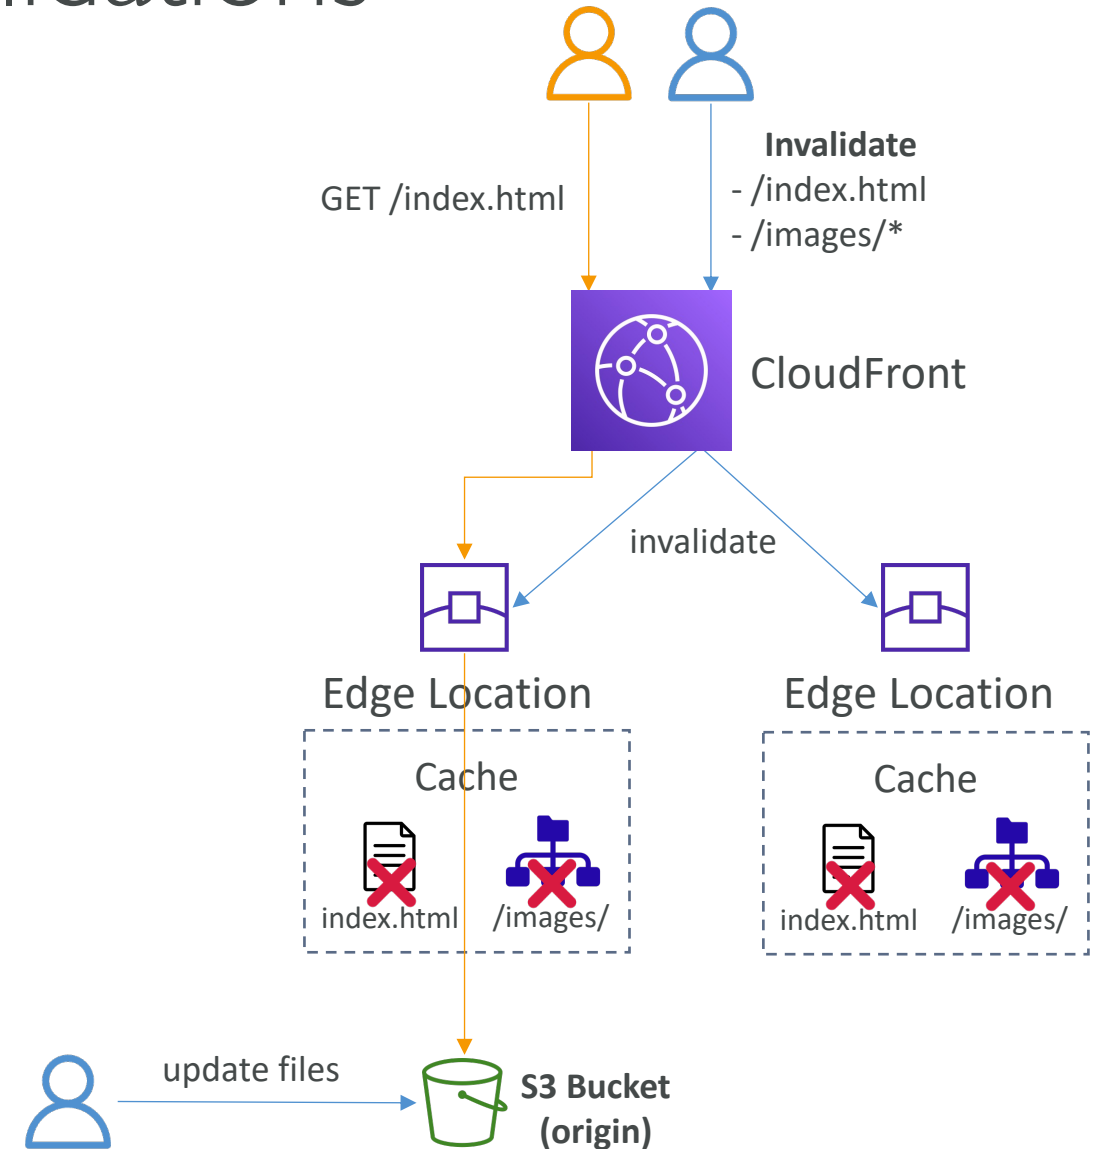 GET /index.html
Invalidate
- /index.html
- /images/*
CloudFront
invalidate
Edge Location
Edge Location
Cache
Cache
index.html
/images/
index.html
/images/
update files
S3 Bucket
(origin)